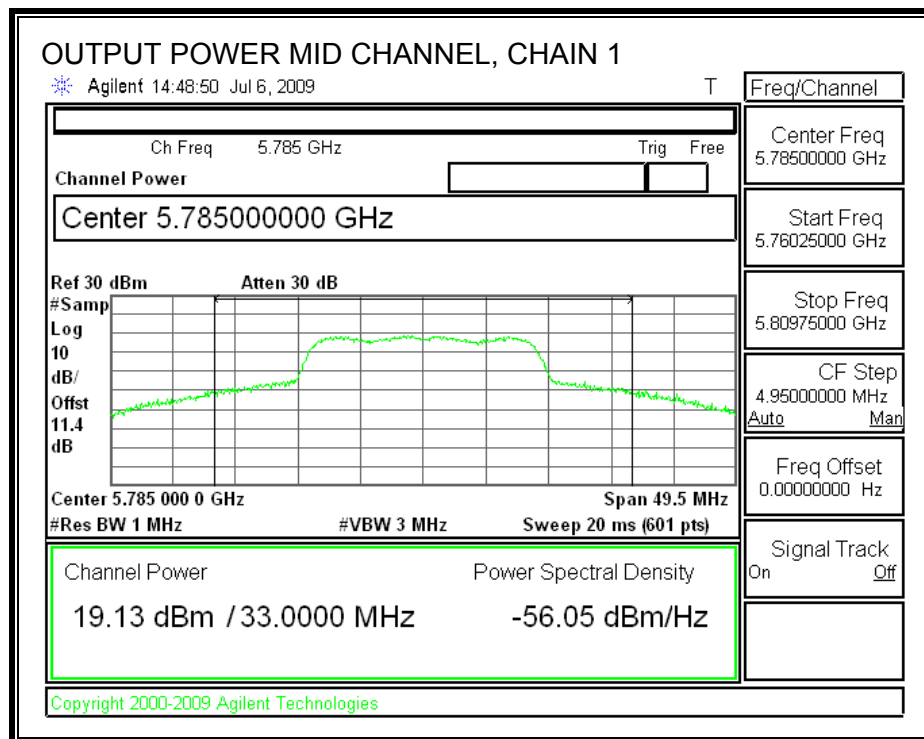 OUTPUT POWER MID CHANNEL, CHAIN 1
Agilent 14:48:50 Jul 6, 2009 T
Freq/Channel
Ch Freq 5.785 GHz Trig Free
Channel Power
Center 5.785000000 GHz
Center Freq
5.78500000 GHz
Start Freq
5.76025000 GHz
Stop Freq
5.80975000 GHz
CF Step
4.95000000 MHz
Auto Man
Freq Offset
0.00000000 Hz
Signal Track
On Off
Ref 30 dBm Atten 30 dB
#Samp
Log
10
dB/
Offst
11.4
dB
Center 5.785 000 0 GHz Span 49.5 MHz
#Res BW 1 MHz #VBW 3 MHz Sweep 20 ms (601 pts)
Channel Power Power Spectral Density
19.13 dBm / 33.0000 MHz -56.05 dBm/Hz
Copyright 2000-2009 Agilent Technologies